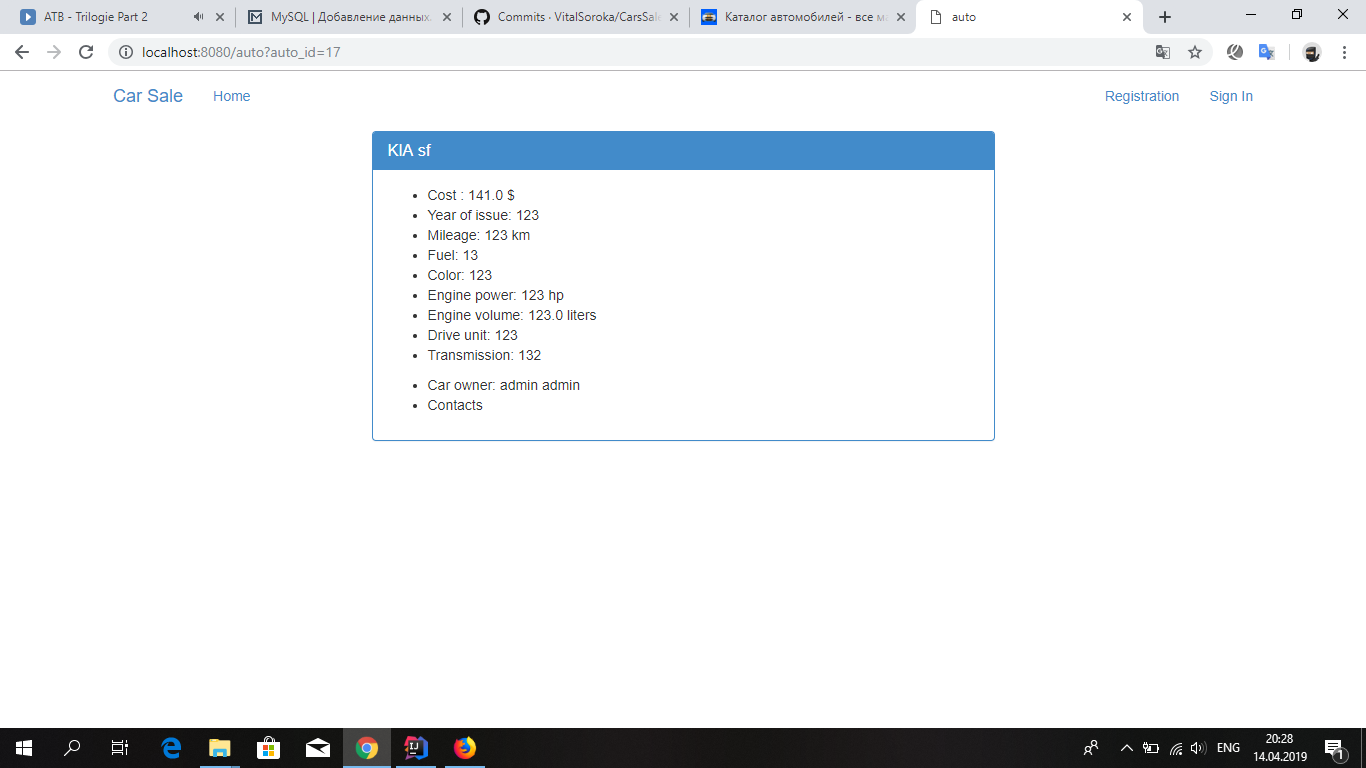 ATB - Trilogie Part 2
MySQL | Добавление данных.
Commits · VitalSoroka/CarsSale
Каталог автомобилей - все ма
auto
localhost:8080/auto?auto_id=17
Car Sale Home Registration Sign In
KIA sf
Cost : 141.0 $
Year of issue: 123
Mileage: 123 km
Fuel: 13
Color: 123
Engine power: 123 hp
Engine volume: 123.0 liters
Drive unit: 123
Transmission: 132
Car owner: admin admin
Contacts
ENG
20:28
14.04.2019
1